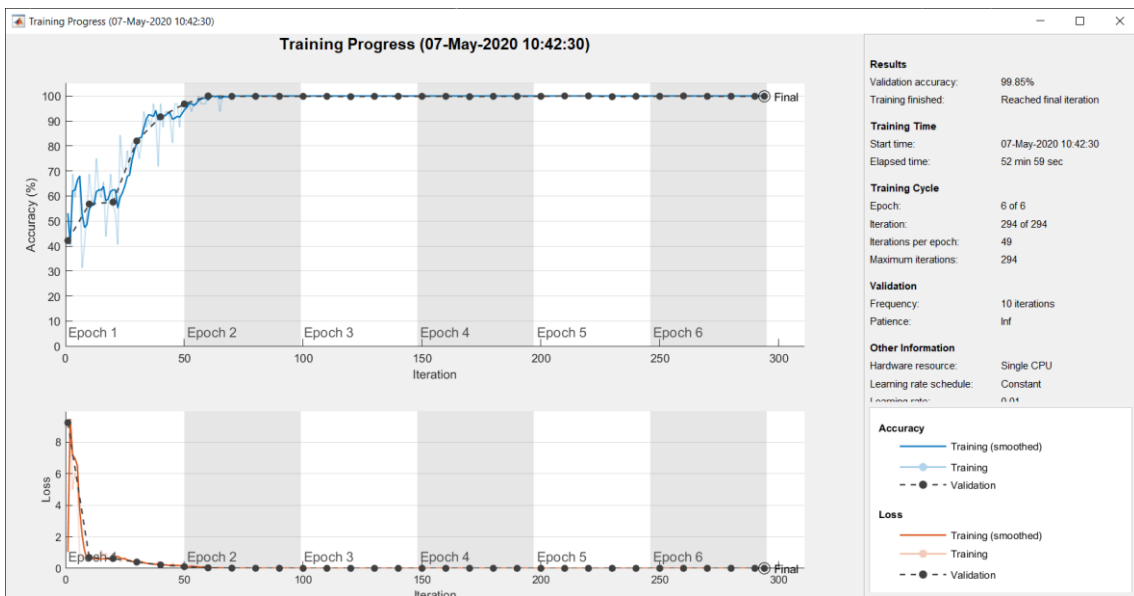 Training Progress (07-May-2020 10:42:30)
Training Progress (07-May-2020 10:42:30)
100
90
80
70
60
50
40
30
20
10
0
Accuracy (%)
Final
Epoch 1
Epoch 2
Epoch 3
Epoch 4
Epoch 5
Epoch 6
0
50
100
150
200
250
300
Iteration
8
6
4
2
0
Loss
Epoch 1
Epoch 2
Epoch 3
Epoch 4
Epoch 5
Epoch 6
Final
0
50
100
150
200
250
300
Iteration
Results
Validation accuracy: 99.85%
Training finished: Reached final iteration
Training Time
Start time: 07-May-2020 10:42:30
Elapsed time: 52 min 59 sec
Training Cycle
Epoch: 6 of 6
Iteration: 294 of 294
Iterations per epoch: 49
Maximum iterations: 294
Validation
Frequency: 10 iterations
Patience: Inf
Other Information
Hardware resource: Single CPU
Learning rate schedule: Constant
Learning rate: 0.01
Accuracy
Training (smoothed)
Training
Validation
Loss
Training (smoothed)
Training
Validation